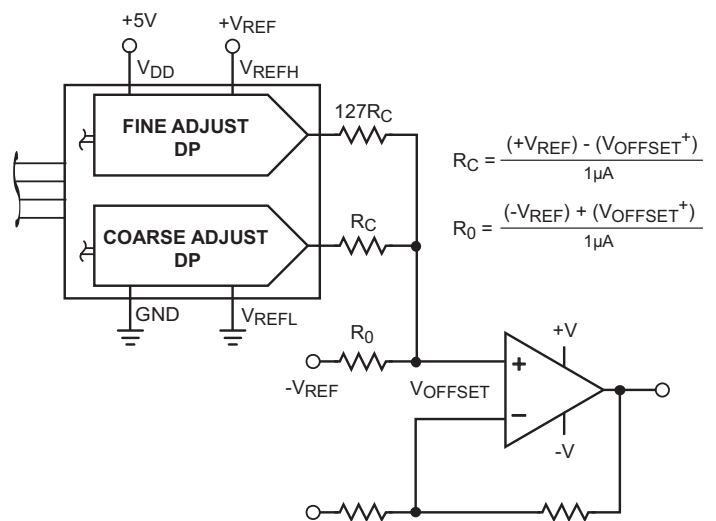 +5V
+VREF
VDD
VREFH
FINE ADJUST
DP
127RC
COARSE ADJUST
DP
RC
GND
VREFL
RC = (+VREF) - (VOFFSET+) / 1µA
R0 = (-VREF) + (VOFFSET+) / 1µA
R0
-VREF
VOFFSET
+V
+
−
-V